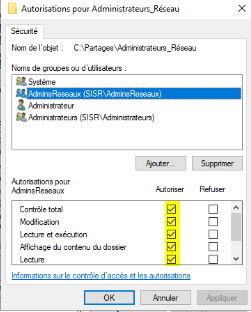 Autorisations pour Administrateurs_Réseau
Sécurité
Nom de l'objet : C:\Partages\Administrateurs_Réseau
Noms de groupes ou d'utilisateurs :
Système
AdminsReseaux (SISR\AdminsReseaux)
Administrateur
Administrateurs (SISR\Administrateurs)
Ajouter... Supprimer
Autorisations pour
AdminsReseaux Autoriser Refuser
Contrôle total
Modification
Lecture et exécution
Affichage du contenu du dossier
Lecture
Informations sur le contrôle d'accès et les autorisations
OK Annuler Appliquer